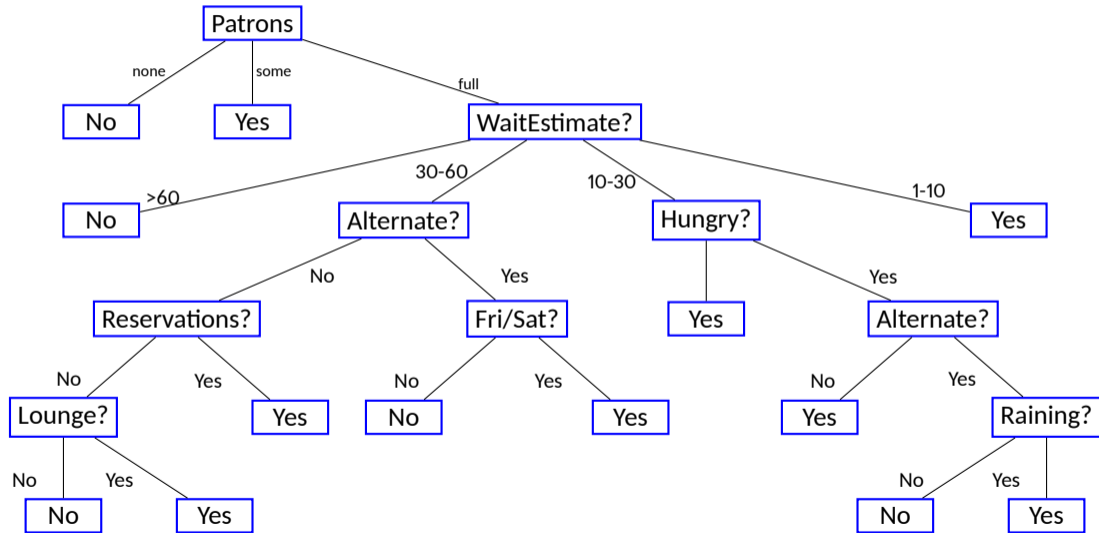 Patrons
none
some
full
No
Yes
WaitEstimate?
>60
30-60
10-30
1-10
No
Alternate?
Hungry?
Yes
No
Yes
Yes
Reservations?
Fri/Sat?
Yes
Alternate?
No
Yes
No
Yes
No
Yes
Lounge?
Yes
No
Yes
Yes
Raining?
No
Yes
No
Yes
No
Yes
No
Yes